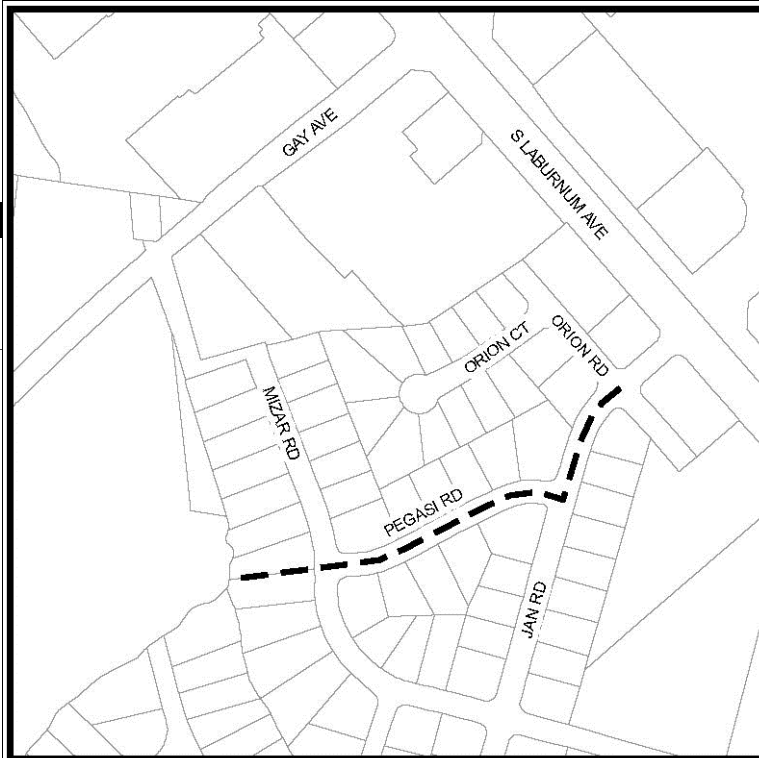 GAY AVE
S LABURNUM AVE
ORION CT
ORION RD
MIZAR RD
PEGASI RD
JAN RD